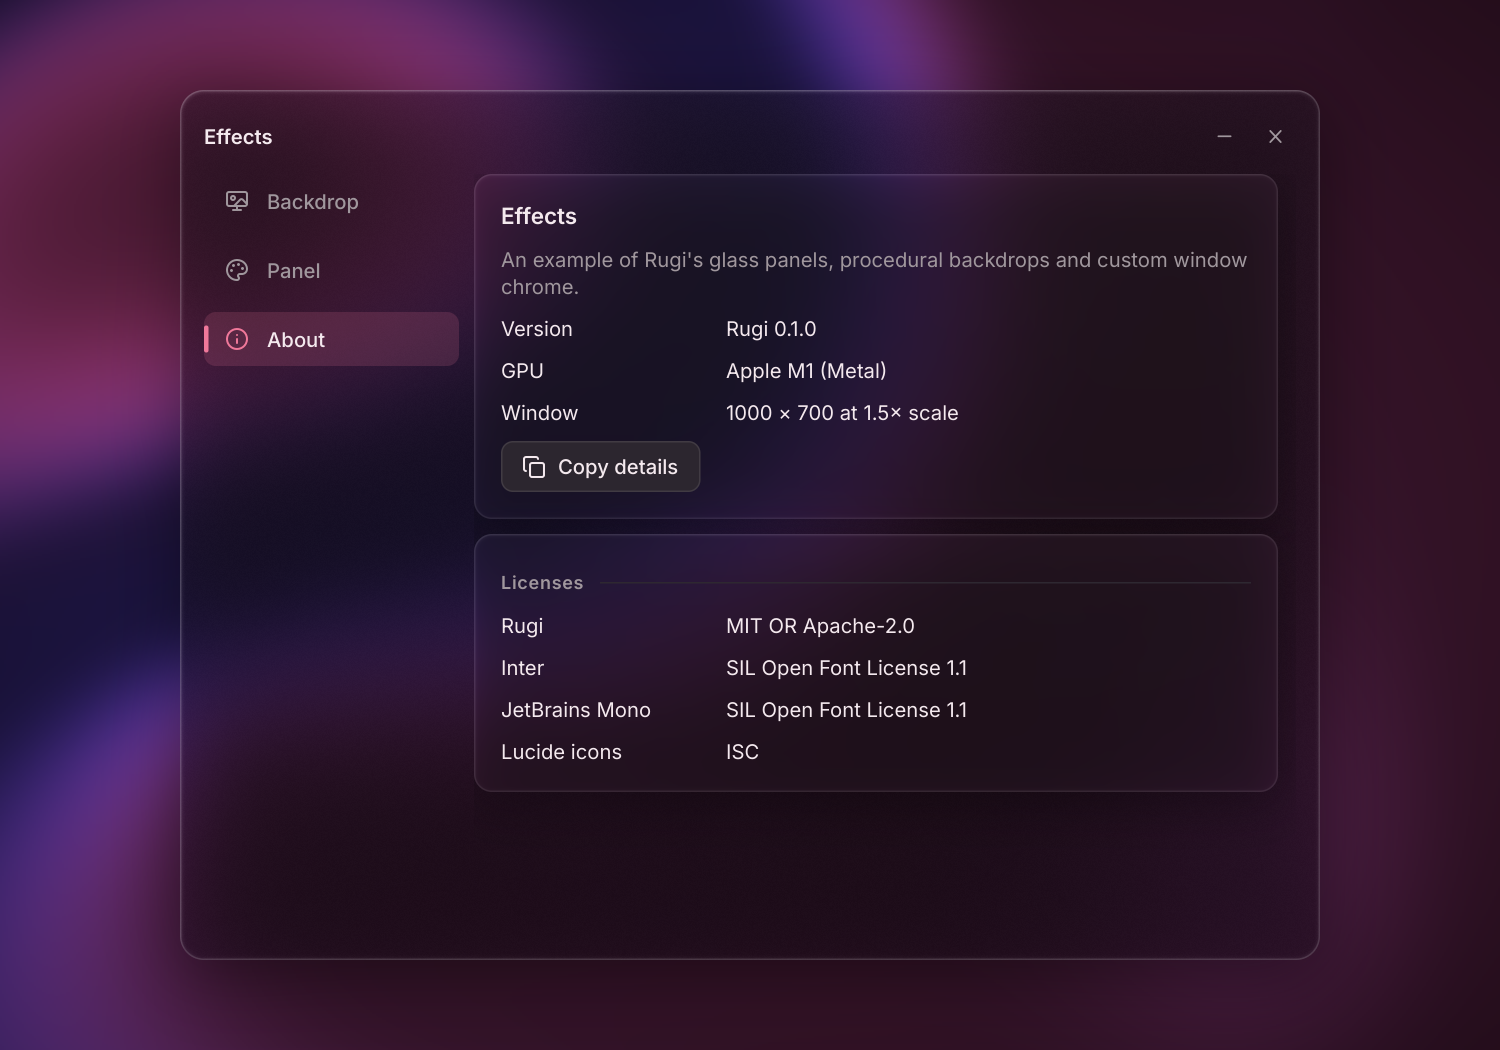 Effects
Backdrop
Panel
About
Effects
An example of Rugi's glass panels, procedural backdrops and custom window
chrome.
Version Rugi 0.1.0
GPU Apple M1 (Metal)
Window 1000 × 700 at 1.5× scale
Copy details
Licenses
Rugi MIT OR Apache-2.0
Inter SIL Open Font License 1.1
JetBrains Mono SIL Open Font License 1.1
Lucide icons ISC